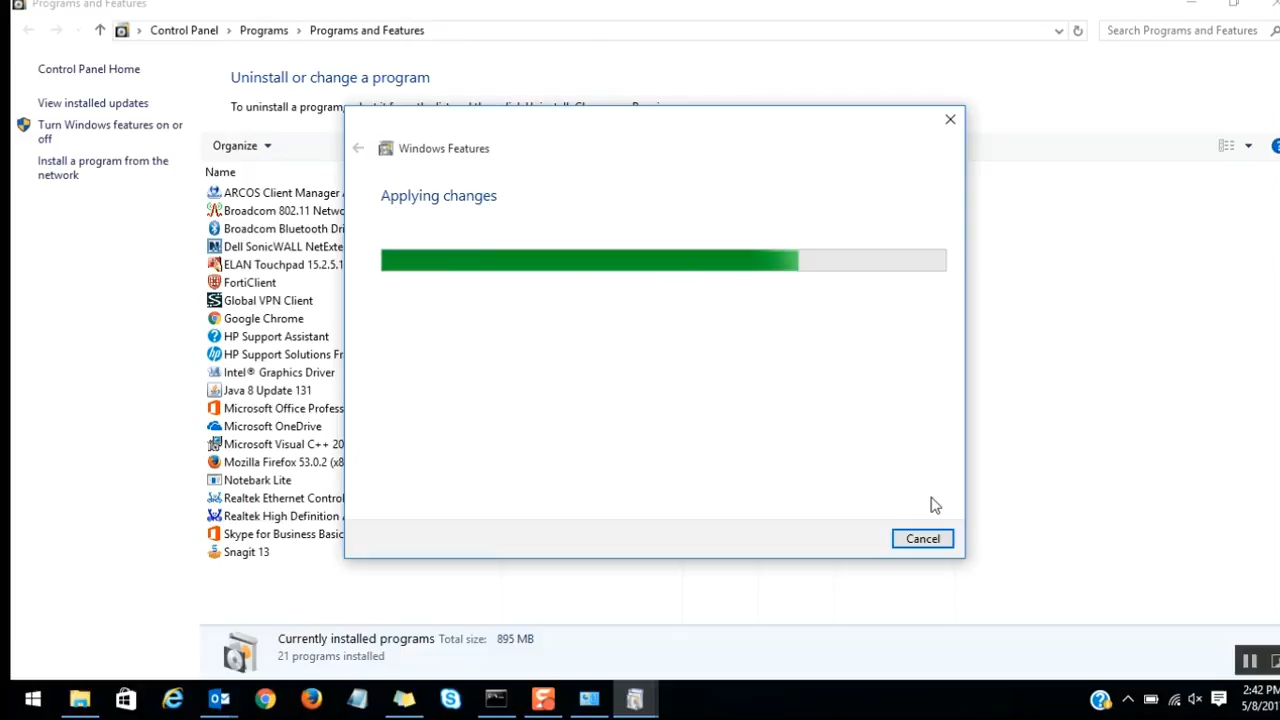 Programs and Features
Control Panel > Programs > Programs and Features
Search Programs and Features
Control Panel Home
View installed updates
Turn Windows features on or
off
Install a program from the
network
Uninstall or change a program
To uninstall a program,
Organize
Name
ARCOS Client Manager
Broadcom 802.11 Netwo
Broadcom Bluetooth Dri
Dell SonicWALL NetExte
ELAN Touchpad 15.2.5.1
FortiClient
Global VPN Client
Google Chrome
HP Support Assistant
HP Support Solutions Fr
Intel® Graphics Driver
Java 8 Update 131
Microsoft Office Profess
Microsoft OneDrive
Microsoft Visual C++ 20
Mozilla Firefox 53.0.2 (x8
Notebark Lite
Realtek Ethernet Control
Realtek High Definition
Skype for Business Basic
Snagit 13
Windows Features
Applying changes
Cancel
Currently installed programs Total size: 895 MB
21 programs installed
2:42 PM
5/8/201